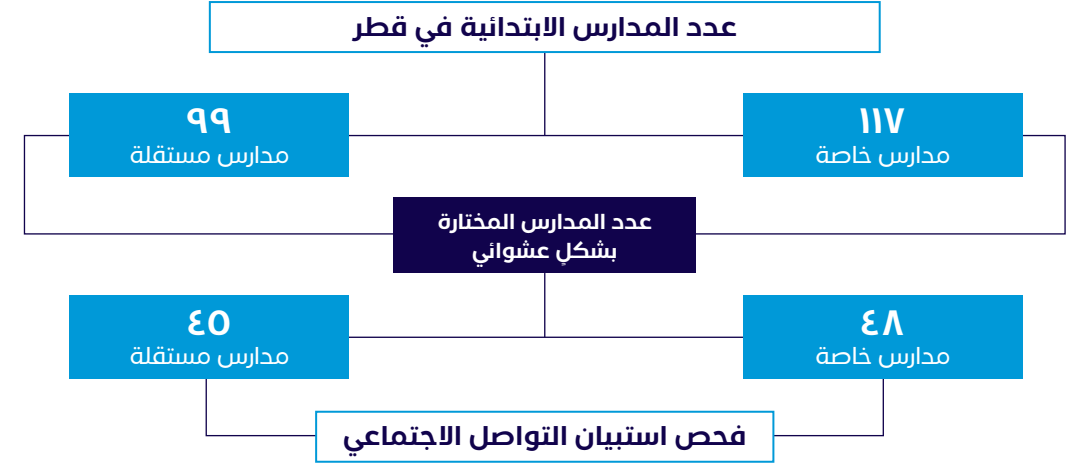 عدد المدارس الابتدائية في قطر
١١٧
مدارس خاصة
٩٩
مدارس مستقلة
عدد المدارس المختارة
بشكلٍ عشوائي
٤٨
مدارس خاصة
٤٥
مدارس مستقلة
فحص استبيان التواصل الاجتماعي